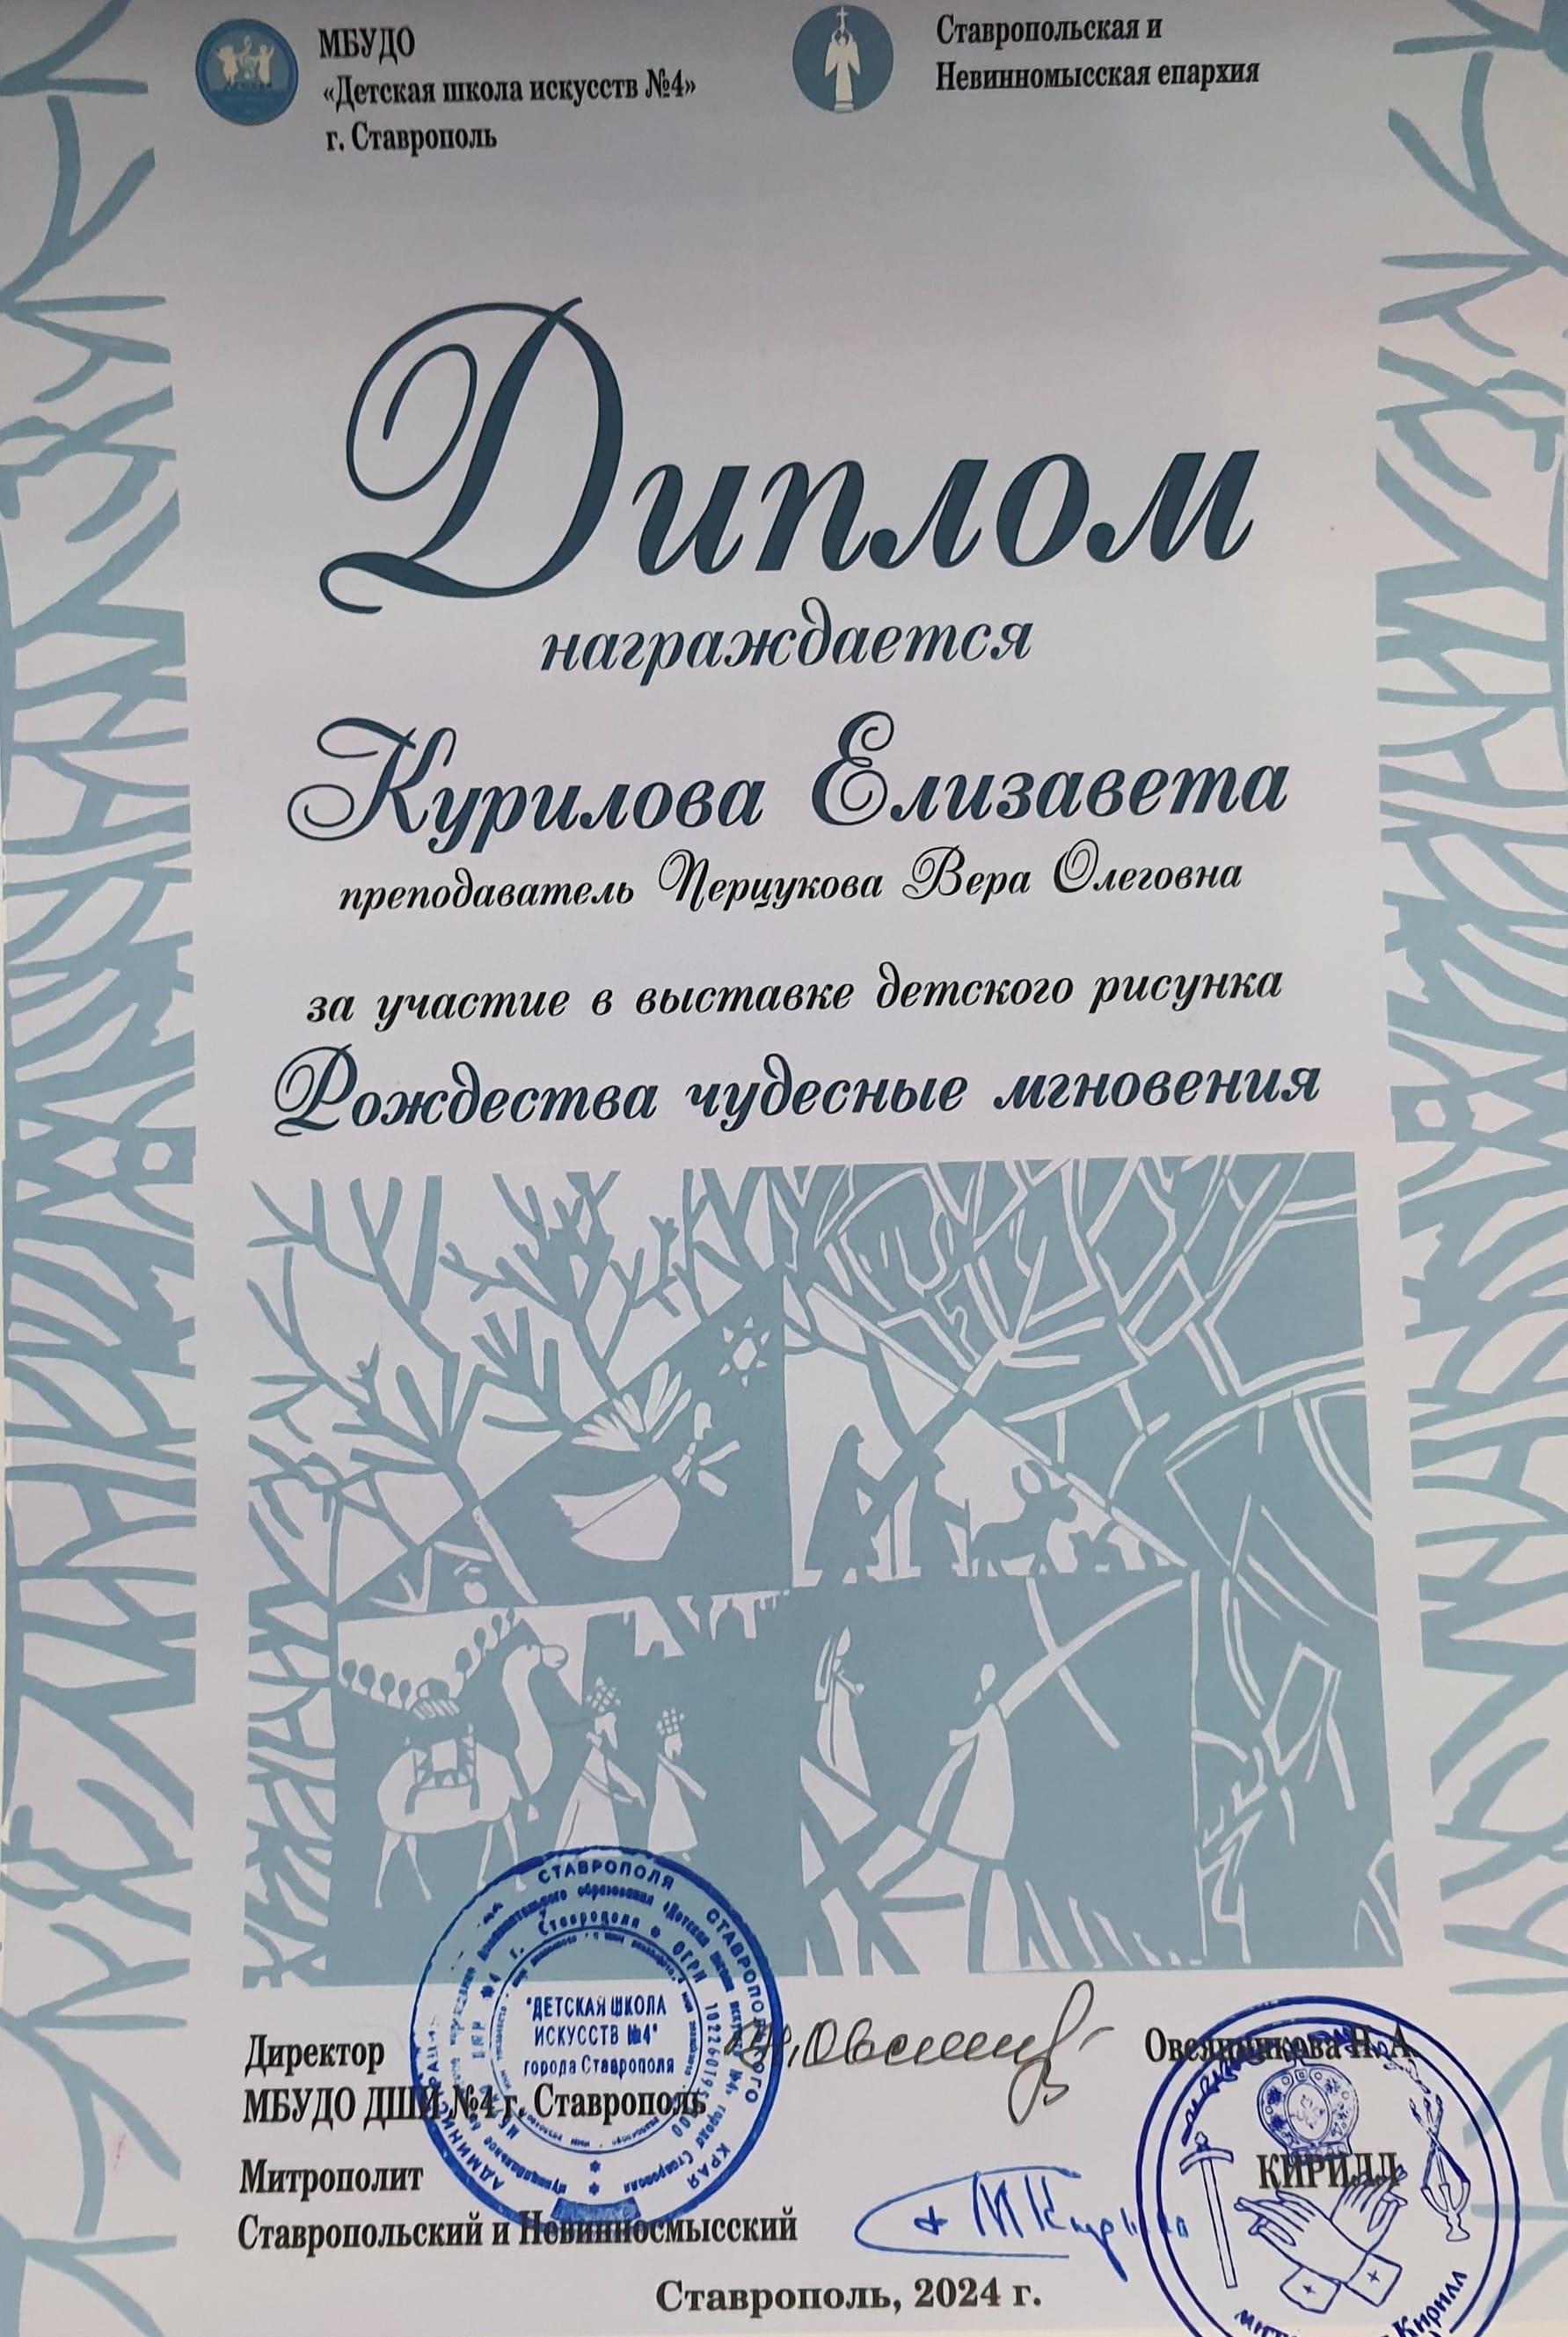 МБУДО
«Детская школа искусств №4»
г. Ставрополь
Ставропольская и
Невинномысская епархия
Диплом
награждается
Курилова Елизавета
преподаватель Перцукова Вера Олеговна
за участие в выставке детского рисунка
Рождества чудесные мгновения
Директор
МБУДО ДШИ №4 г. Ставрополь
Овсянникова Н. А.
"ДЕТСКАЯ ШКОЛА
ИСКУССТВ №4"
города Ставрополя
Митрополит
Ставропольский и Невинносмысский
КИРИЛЛ
Ставрополь, 2024 г.